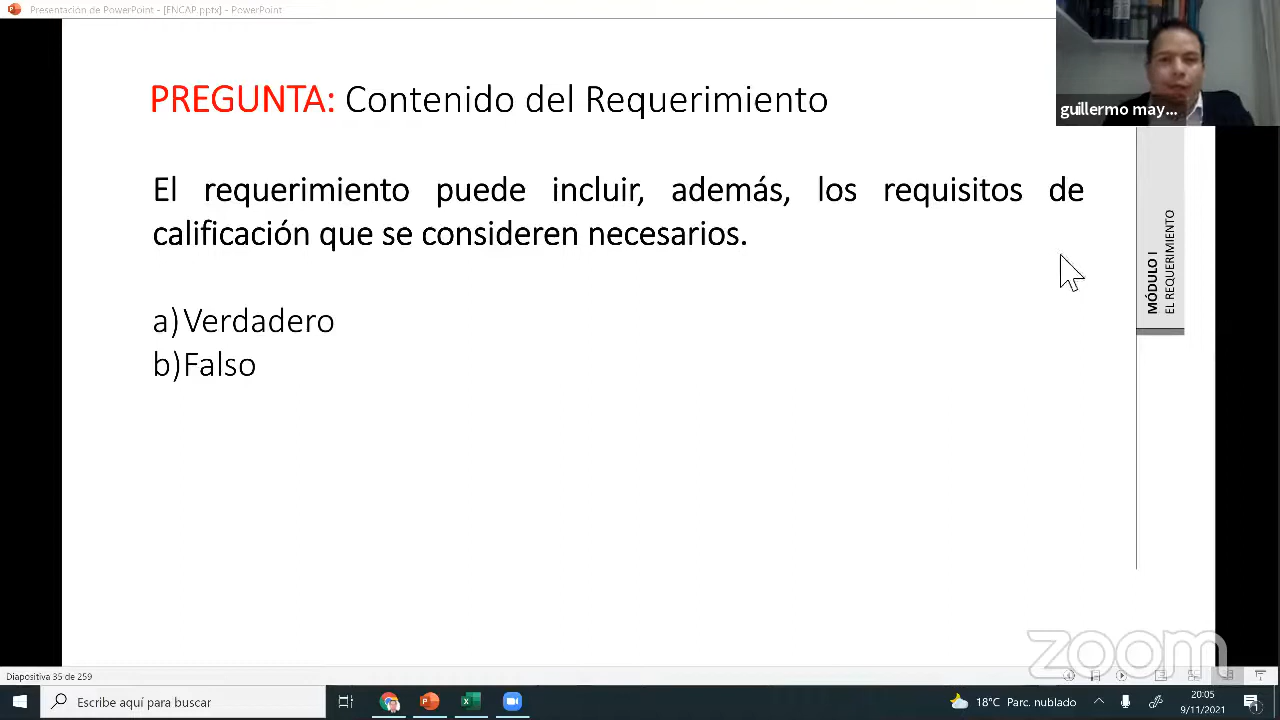 Presentación de PowerPoint - [ENCAP.pptx] - PowerPoint
guillermo may...
PREGUNTA: Contenido del Requerimiento
El requerimiento puede incluir, además, los requisitos de
calificación que se consideren necesarios.
a)Verdadero
b)Falso
MÓDULO I
EL REQUERIMIENTO
zoom
Diapositiva 35 de 259
Escribe aquí para buscar
18°C Parc. nublado
20:05
9/11/2021